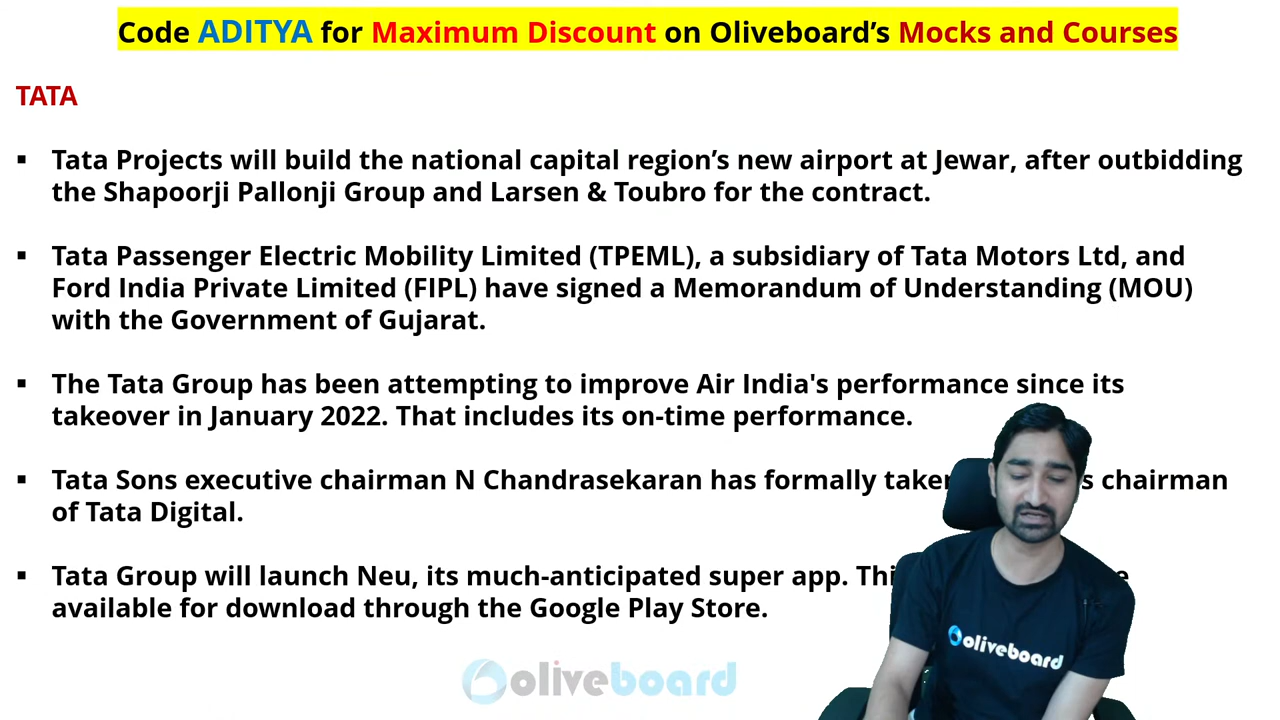 Code ADITYA for Maximum Discount on Oliveboard’s Mocks and Courses
TATA
▪ Tata Projects will build the national capital region’s new airport at Jewar, after outbidding
the Shapoorji Pallonji Group and Larsen & Toubro for the contract.
▪ Tata Passenger Electric Mobility Limited (TPEML), a subsidiary of Tata Motors Ltd, and
Ford India Private Limited (FIPL) have signed a Memorandum of Understanding (MOU)
with the Government of Gujarat.
▪ The Tata Group has been attempting to improve Air India's performance since its
takeover in January 2022. That includes its on-time performance.
▪ Tata Sons executive chairman N Chandrasekaran has formally chairman
of Tata Digital.
▪ Tata Group will launch Neu, its much-anticipated super app.
available for download through the Google Play Store.
oliveboard
oliveboard